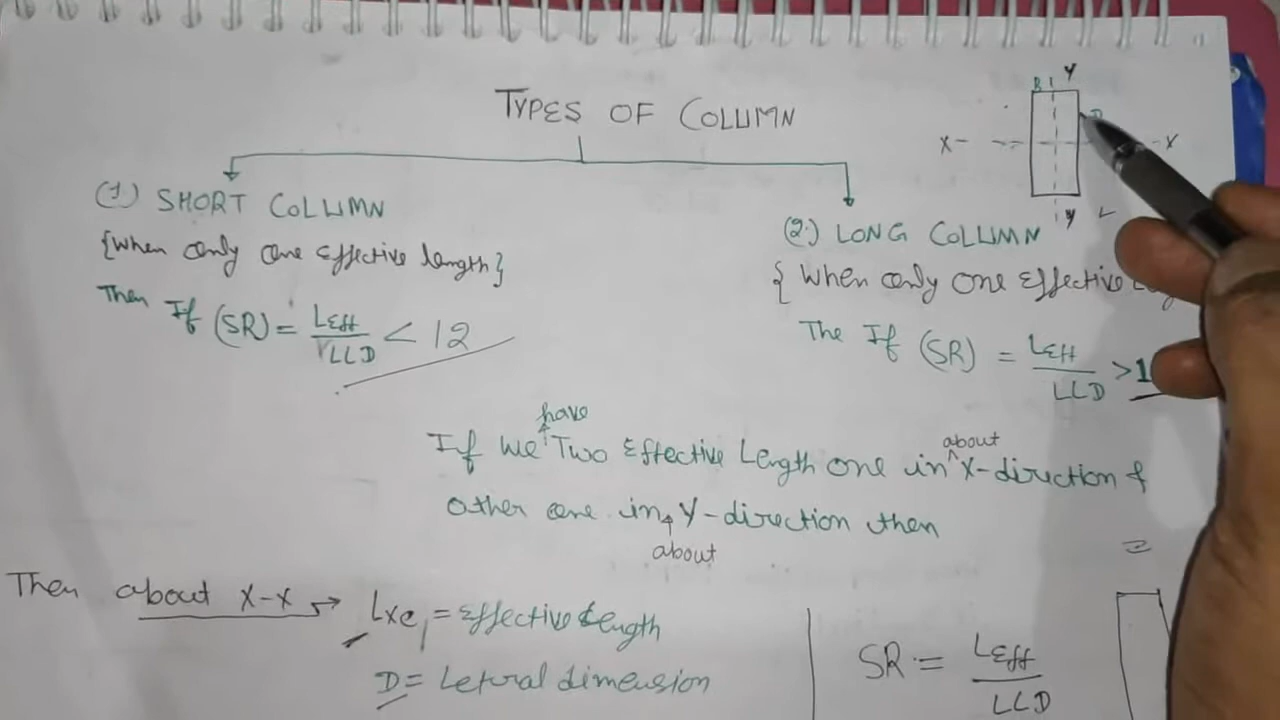 TYPES OF COLUMN
B Y
X X
Y
(1) SHORT COLUMN
{When only one effective length}
Then If (SR) = LEff / LLD < 12
(2.) LONG COLUMN
{ When only one Effective
The If (SR) = LEff / LLD >1
have
If we Two Effective Length one in X-direction &
about
other one in Y-direction then
about
Then about X-X → Lxe = Effective Length
D = Leteral dimension
SR = LEff / LLD